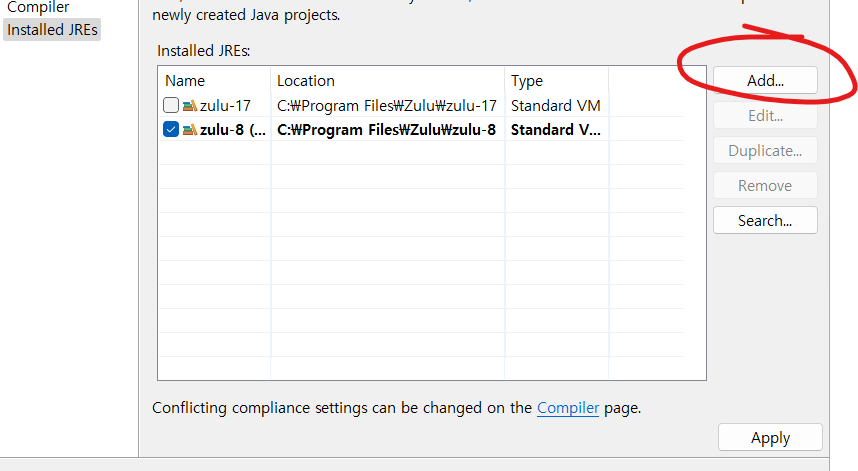 Compiler
Installed JREs
newly created Java projects.
Installed JREs:
Name Location Type
zulu-17 C:₩Program Files₩Zulu₩zulu-17 Standard VM
zulu-8 (... C:₩Program Files₩Zulu₩zulu-8 Standard V...
Add...
Edit...
Duplicate...
Remove
Search...
Conflicting compliance settings can be changed on the Compiler page.
Apply